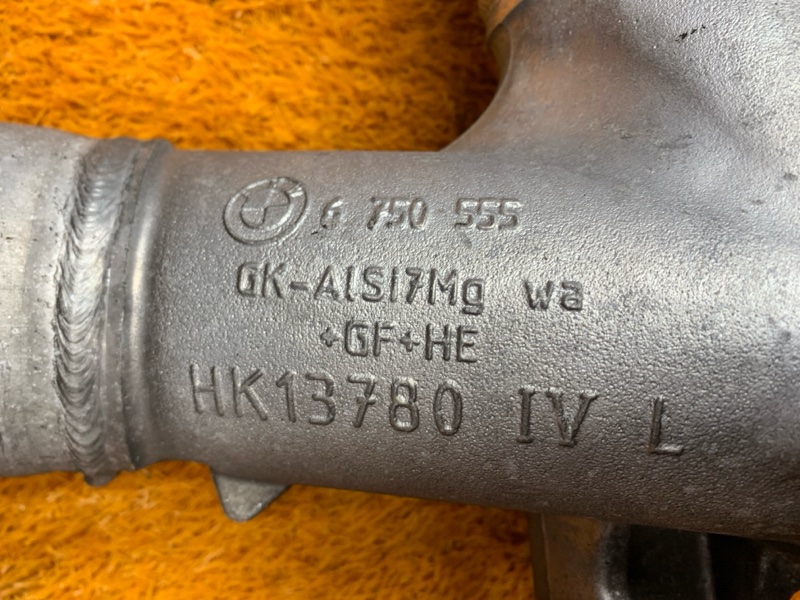 6 750 555
GK-AlSi7Mg wa
+GF+HE
HK13780 IV L